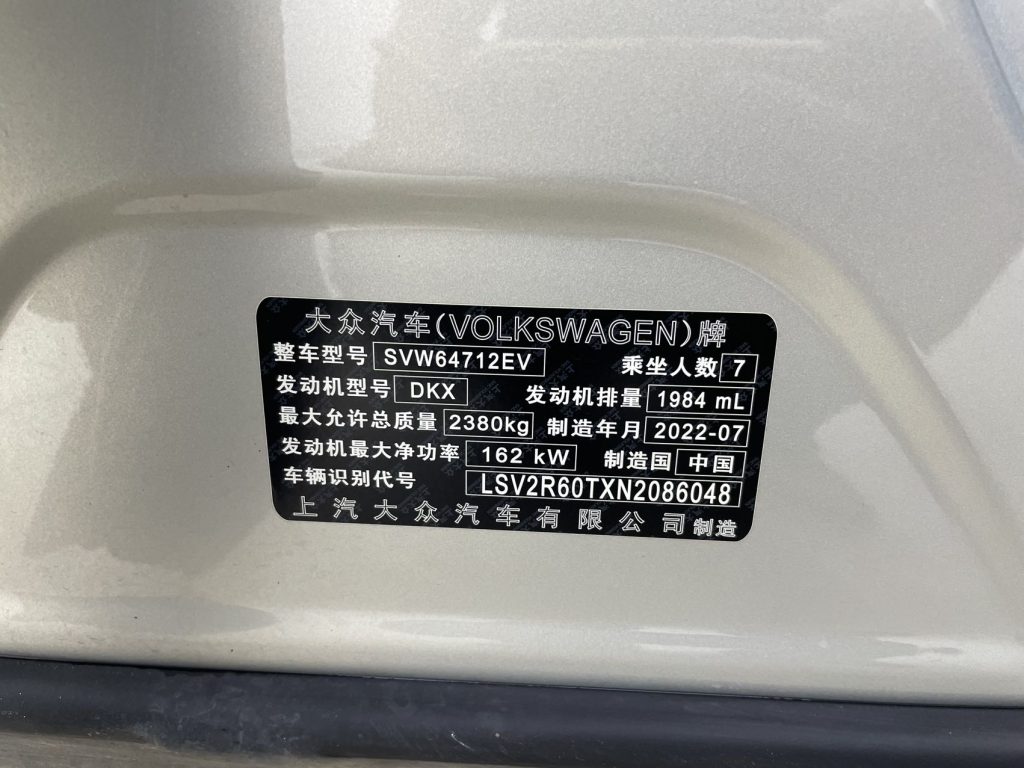 大众汽车(VOLKSWAGEN)牌
整车型号 SVW64712EV 乘坐人数 7
发动机型号 DKX 发动机排量 1984 mL
最大允许总质量 2380kg 制造年月 2022-07
发动机最大净功率 162 kW 制造国 中国
车辆识别代号 LSV2R60TXN2086048
上汽大众汽车有限公司制造